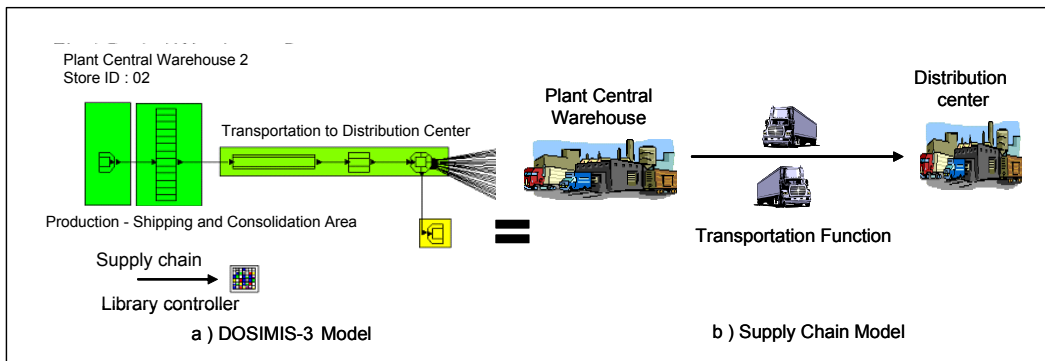 Plant Central Warehouse 2
Store ID : 02
Transportation to Distribution Center
Production - Shipping and Consolidation Area
Supply chain
Library controller
a ) DOSIMIS-3 Model
Plant Central
Warehouse
Distribution
center
Transportation Function
b ) Supply Chain Model